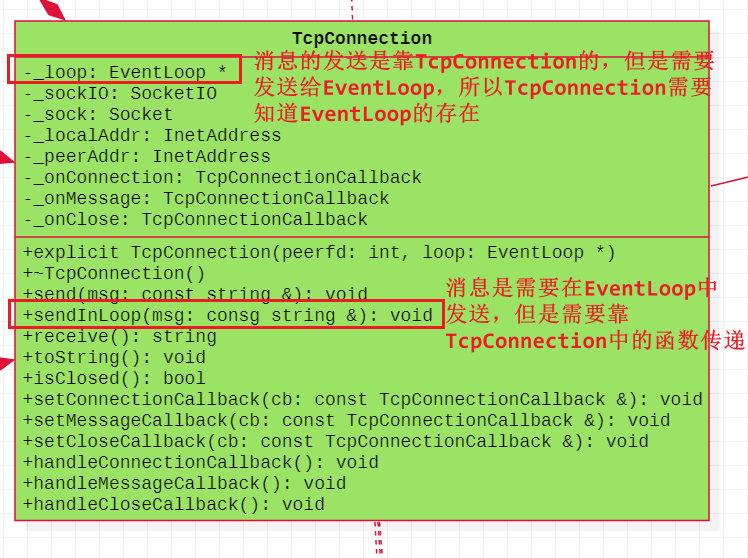 TcpConnection
-_loop: EventLoop *
消息的发送是靠TcpConnection的，但是需要
发送给EventLoop，所以TcpConnection需要
知道EventLoop的存在
-_sockIO: SocketIO
-_sock: Socket
-_localAddr: InetAddress
-_peerAddr: InetAddress
-_onConnection: TcpConnectionCallback
-_onMessage: TcpConnectionCallback
-_onClose: TcpConnectionCallback
+explicit TcpConnection(peerfd: int, loop: EventLoop *)
+~TcpConnection()
+send(msg: const string &): void
+sendInLoop(msg: consg string &): void
消息是需要在EventLoop中
发送，但是需要靠
TcpConnection中的函数传递
+receive(): string
+toString(): void
+isClosed(): bool
+setConnectionCallback(cb: const TcpConnectionCallback &): void
+setMessageCallback(cb: const TcpConnectionCallback &): void
+setCloseCallback(cb: const TcpConnectionCallback &): void
+handleConnectionCallback(): void
+handleMessageCallback(): void
+handleCloseCallback(): void